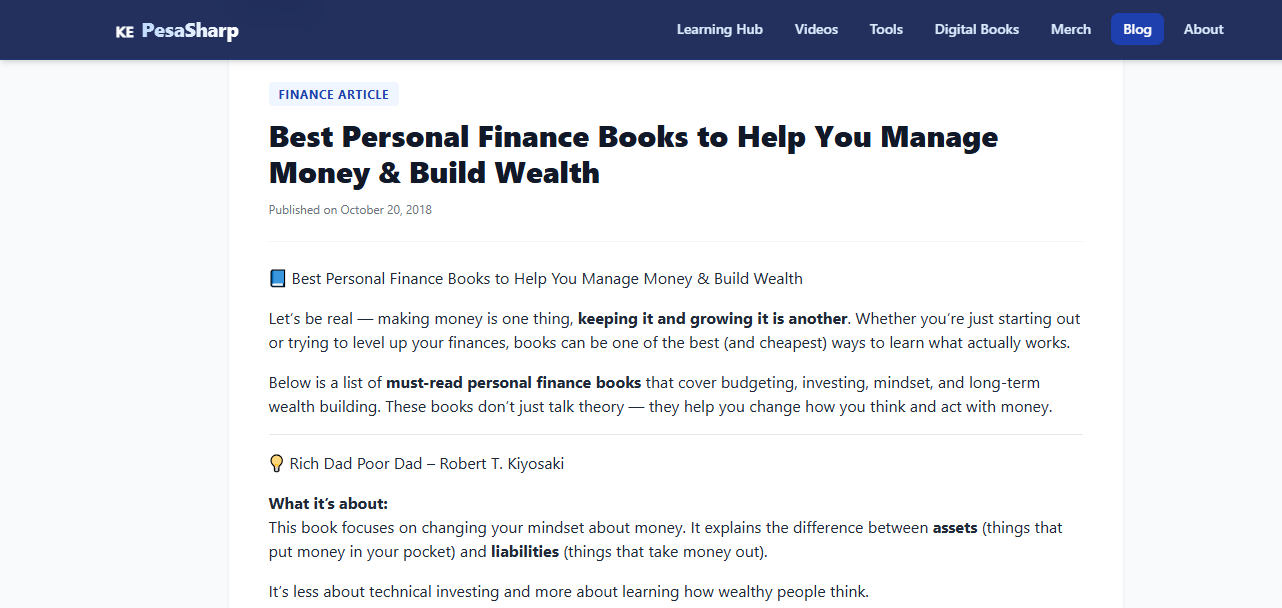 KE PesaSharp
Learning Hub
Videos
Tools
Digital Books
Merch
Blog
About
FINANCE ARTICLE
Best Personal Finance Books to Help You Manage
Money & Build Wealth
Published on October 20, 2018
📘 Best Personal Finance Books to Help You Manage Money & Build Wealth
Let’s be real — making money is one thing, keeping it and growing it is another. Whether you’re just starting out
or trying to level up your finances, books can be one of the best (and cheapest) ways to learn what actually works.
Below is a list of must-read personal finance books that cover budgeting, investing, mindset, and long-term
wealth building. These books don’t just talk theory — they help you change how you think and act with money.
💡 Rich Dad Poor Dad – Robert T. Kiyosaki
What it’s about:
This book focuses on changing your mindset about money. It explains the difference between assets (things that
put money in your pocket) and liabilities (things that take money out).
It’s less about technical investing and more about learning how wealthy people think.